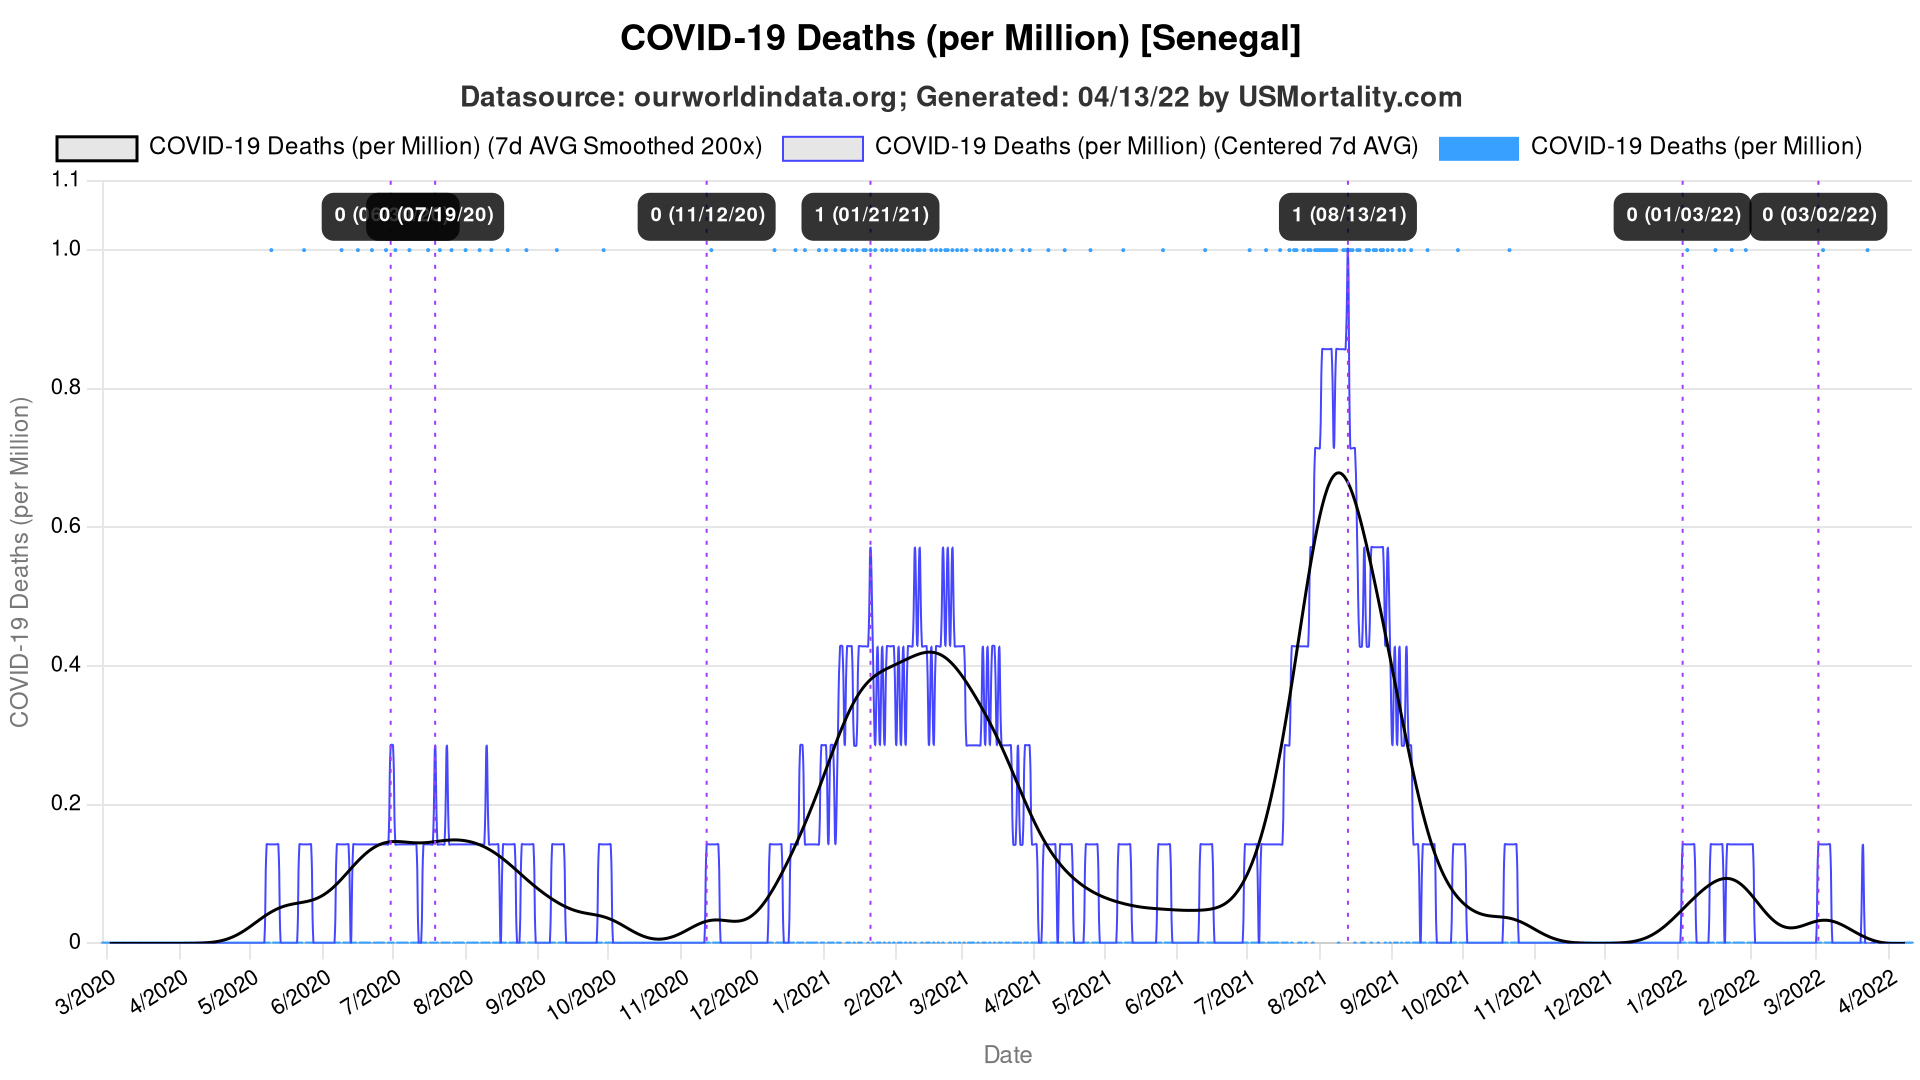 COVID-19 Deaths (per Million) [Senegal]
Datasource: ourworldindata.org; Generated: 04/13/22 by USMortality.com
COVID-19 Deaths (per Million) (7d AVG Smoothed 200x) COVID-19 Deaths (per Million) (Centered 7d AVG) COVID-19 Deaths (per Million)
1.1
0 0 (07/19/20) 0 (11/12/20) 1 (01/21/21) 1 (08/13/21) 0 (01/03/22) 0 (03/02/22)
1.0
0.8
0.6
0.4
0.2
0
COVID-19 Deaths (per Million)
3/2020 4/2020 5/2020 6/2020 7/2020 8/2020 9/2020 10/2020 11/2020 12/2020 1/2021 2/2021 3/2021 4/2021 5/2021 6/2021 7/2021 8/2021 9/2021 10/2021 11/2021 12/2021 1/2022 2/2022 3/2022 4/2022
Date